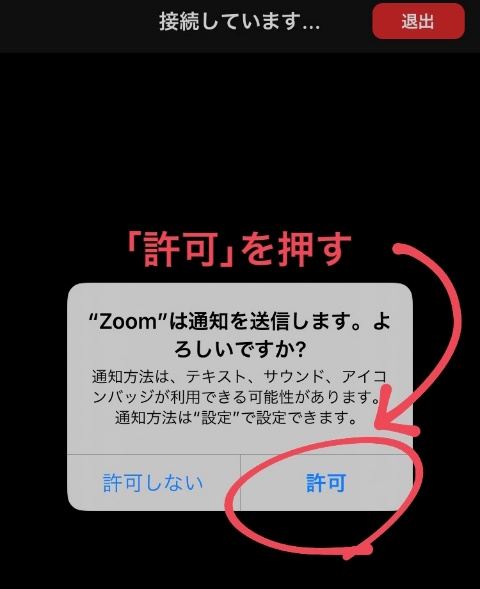 接続しています...
退出
「許可」を押す
“Zoom”は通知を送信します。よ
ろしいですか?
通知方法は、テキスト、サウンド、アイコ
ンバッジが利用できる可能性があります。
通知方法は“設定”で設定できます。
許可しない
許可